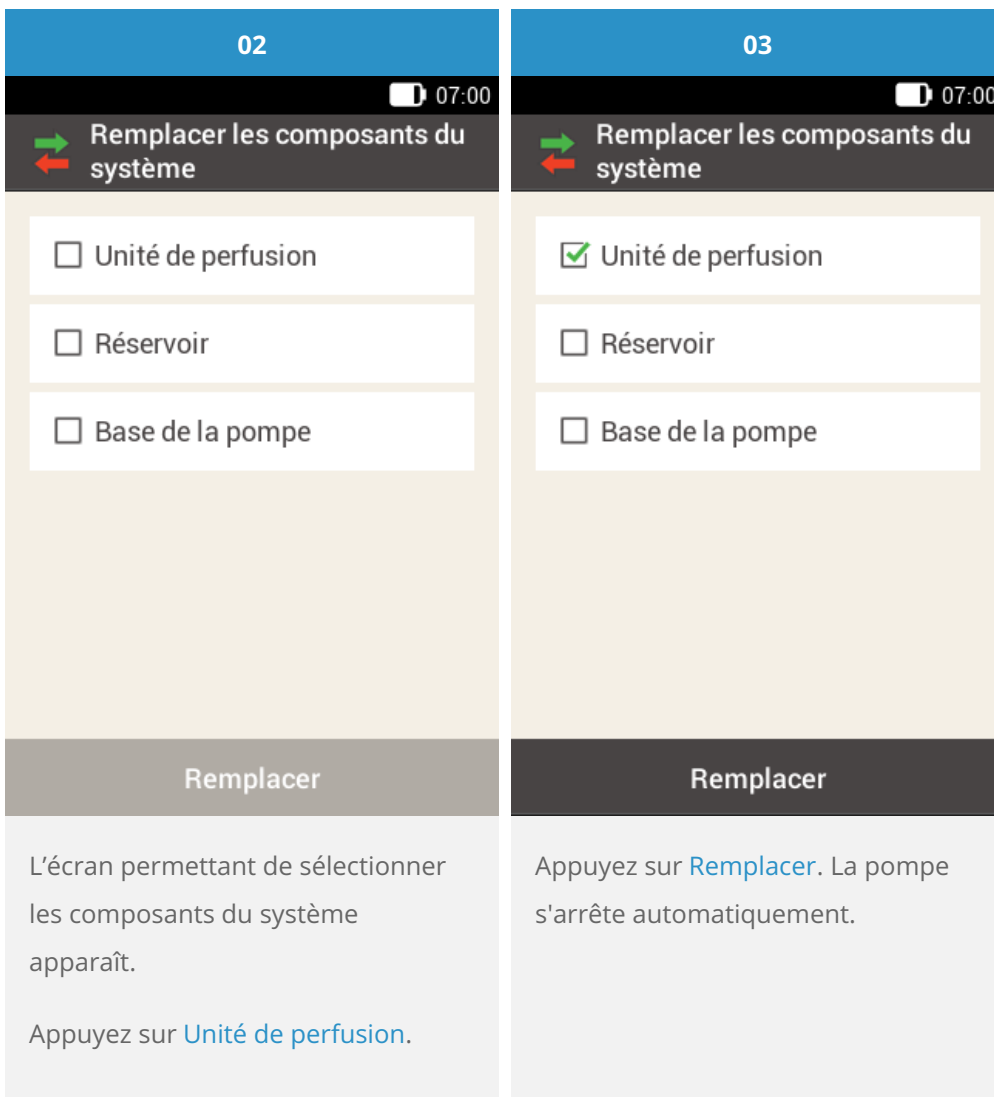 02
07:00
Remplacer les composants du
système
Unité de perfusion
Réservoir
Base de la pompe
Remplacer
L’écran permettant de sélectionner
les composants du système
apparaît.
Appuyez sur Unité de perfusion.
03
07:00
Remplacer les composants du
système
Unité de perfusion
Réservoir
Base de la pompe
Remplacer
Appuyez sur Remplacer. La pompe
s'arrête automatiquement.